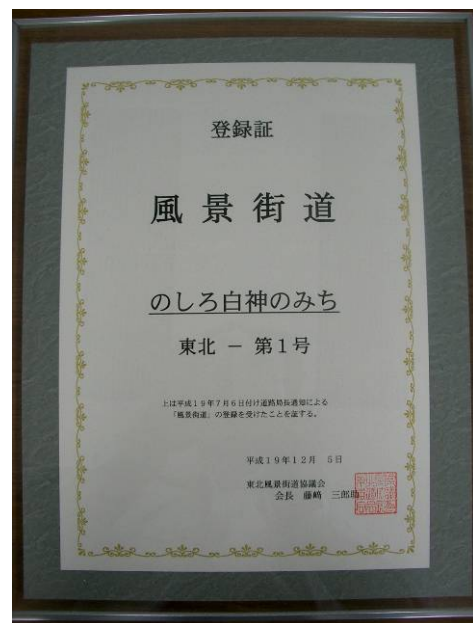 登録証
風景街道
のしろ白神のみち
東北 － 第１号
上は平成１９年７月６日付け道路局長通知による
「風景街道」の登録を受けたことを証する。
平成１９年１２月　５日
東北風景街道協議会
会長　藤﨑　三郎助